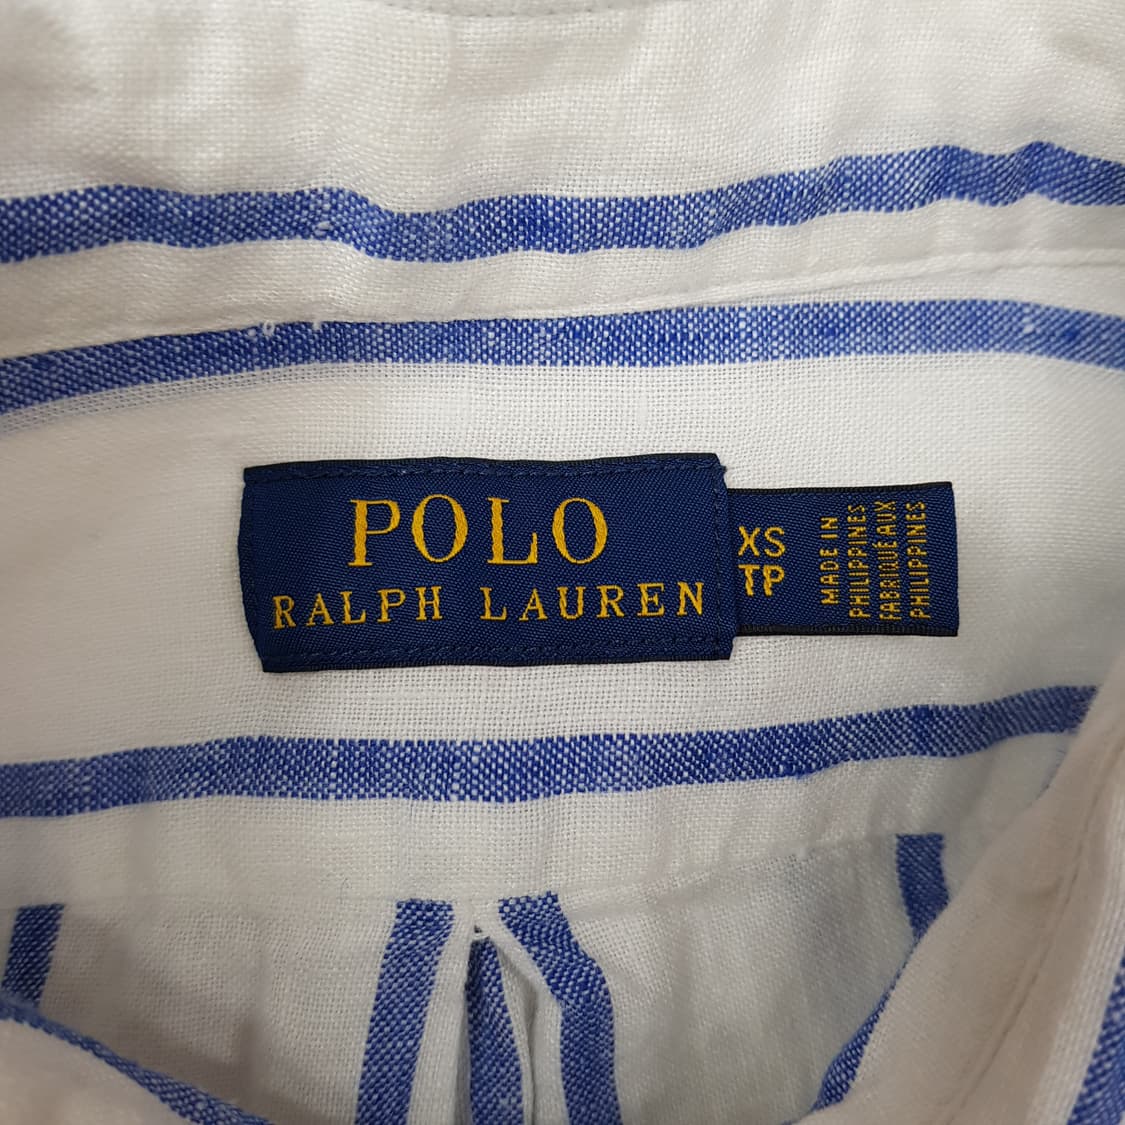 POLO
RALPH LAUREN
XS
TP
MADE IN
PHILIPPINES
FABRIQUÉ AUX
PHILIPPINES